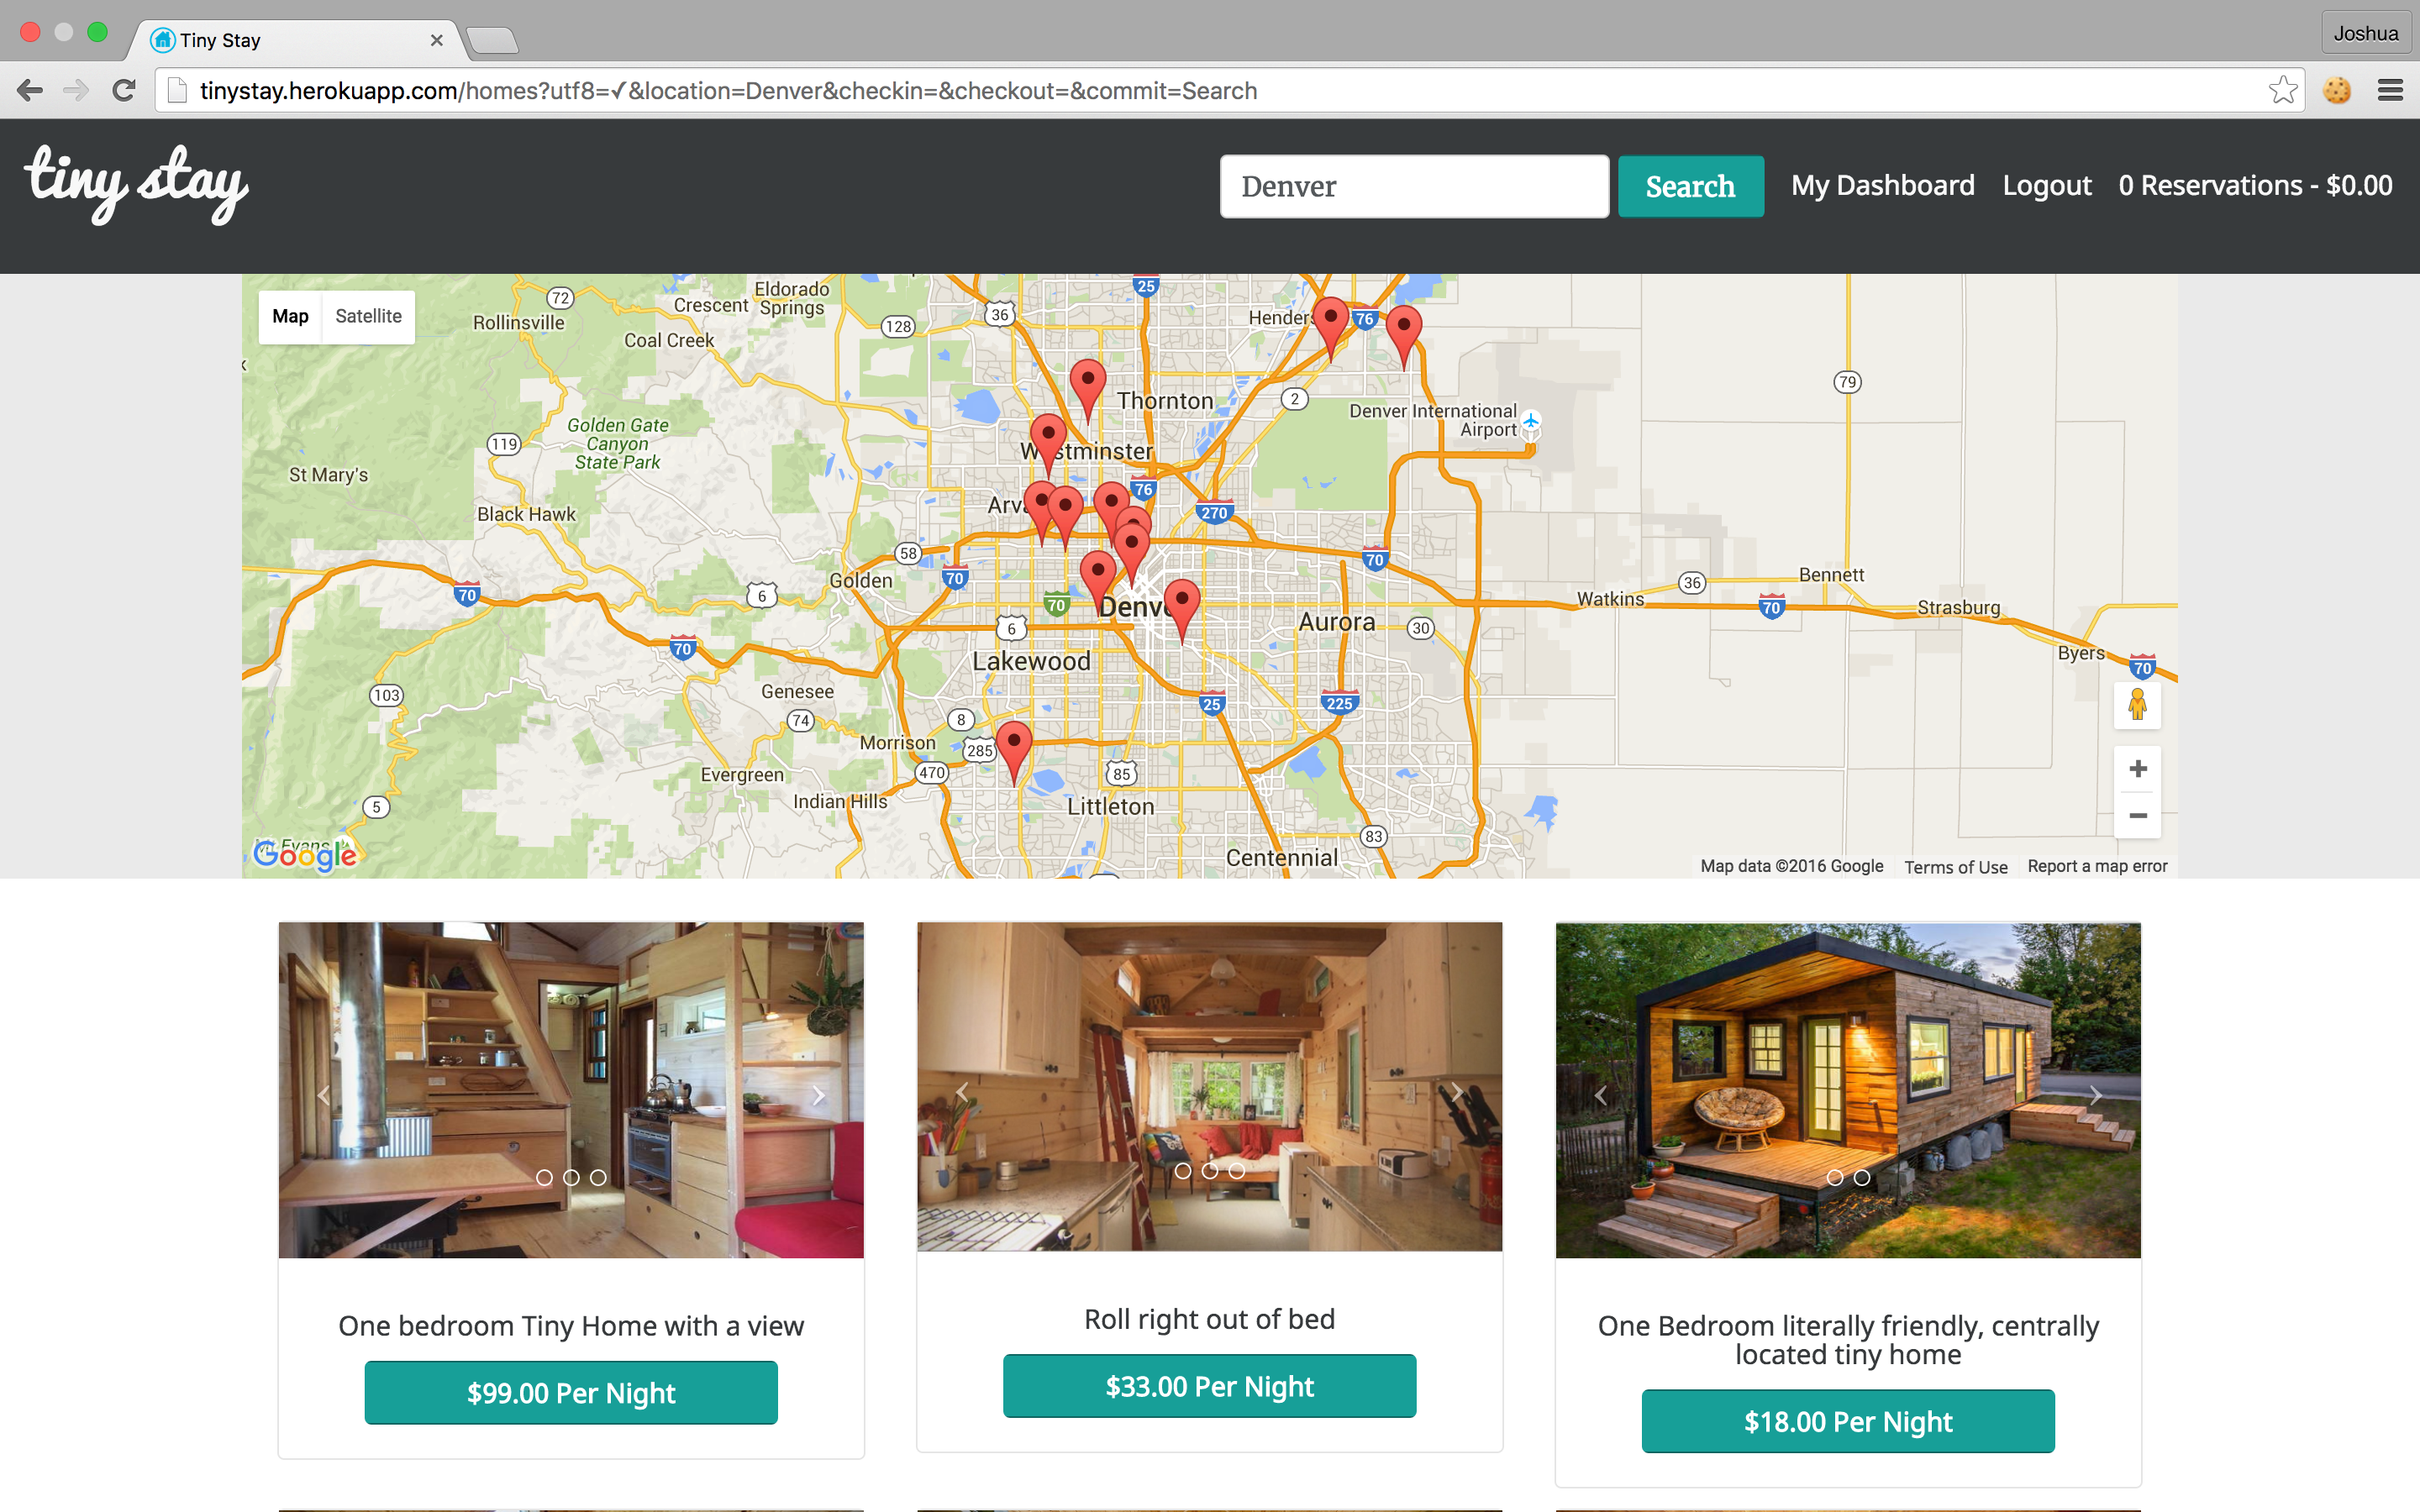 Tiny Stay
Joshua
tinystay.herokuapp.com/homes?utf8=✓&location=Denver&checkin=&checkout=&commit=Search
tiny stay
Denver
Search
My Dashboard
Logout
0 Reservations - $0.00
Map
Satellite
72
Rollinsville
Crescent
Eldorado
Springs
Coal Creek
128
36
25
Henders
76
Thornton
2
79
Denver International
Airport
119
Golden Gate
Canyon
State Park
St Mary's
Black Hawk
W stminster
76
Arv
270
58
Golden
70
70
70
6
70
Denve
6
Aurora
30
Watkins
36
Bennett
70
Strasburg
Byers
70
70
Lakewood
103
Genesee
74
8
25
225
Morrison
285
470
Evergreen
85
5
Indian Hills
Littleton
83
Centennial
Evans
Google
Map data ©2016 Google
Terms of Use
Report a map error
One bedroom Tiny Home with a view
$99.00 Per Night
Roll right out of bed
$33.00 Per Night
One Bedroom literally friendly, centrally
located tiny home
$18.00 Per Night